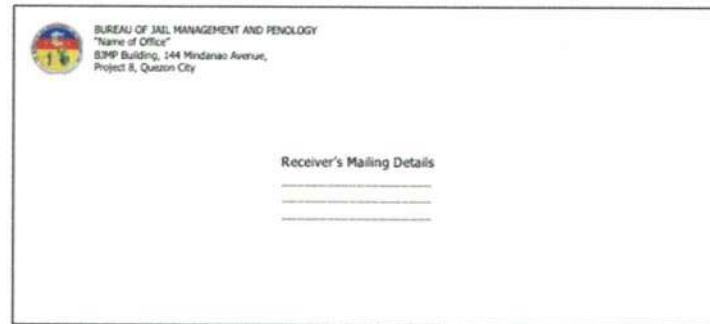 BUREAU OF JAIL MANAGEMENT AND PENOLOGY
"Name of Office"
BJMP Building, 144 Mindanao Avenue,
Project 8, Quezon City
Receiver's Mailing Details